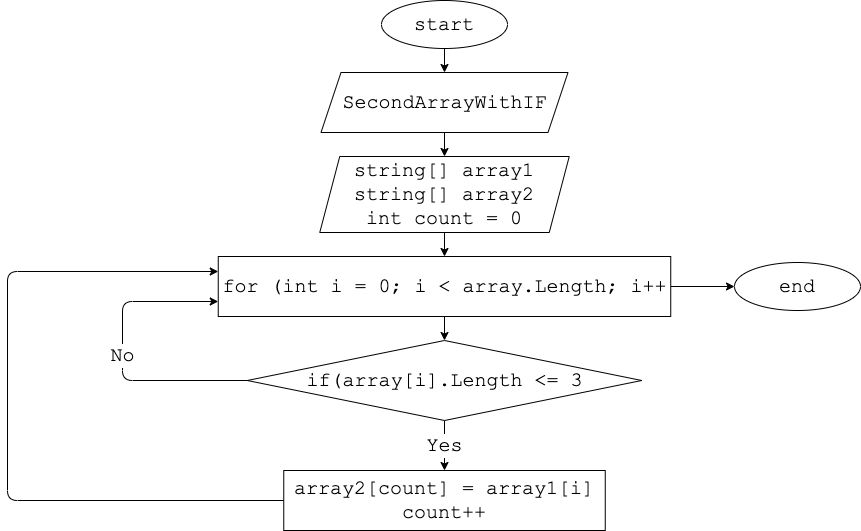 start
SecondArrayWithIF
string[] array1
string[] array2
int count = 0
for (int i = 0; i < array.Length; i++
end
No
if(array[i].Length <= 3
Yes
array2[count] = array1[i]
count++